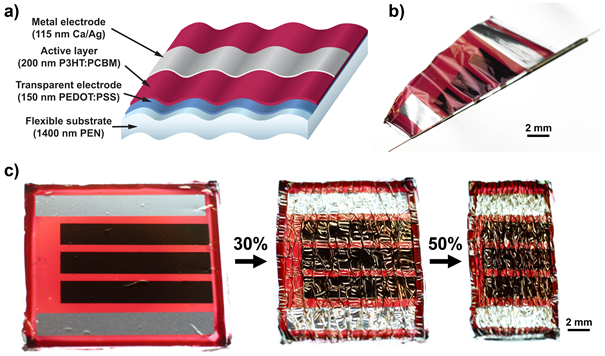 a)
Metal electrode
(115 nm Ca/Ag)
Active layer
(200 nm P3HT:PCBM)
Transparent electrode
(150 nm PEDOT:PSS)
Flexible substrate
(1400 nm PEN)
b)
2 mm
c)
30%
50%
2 mm